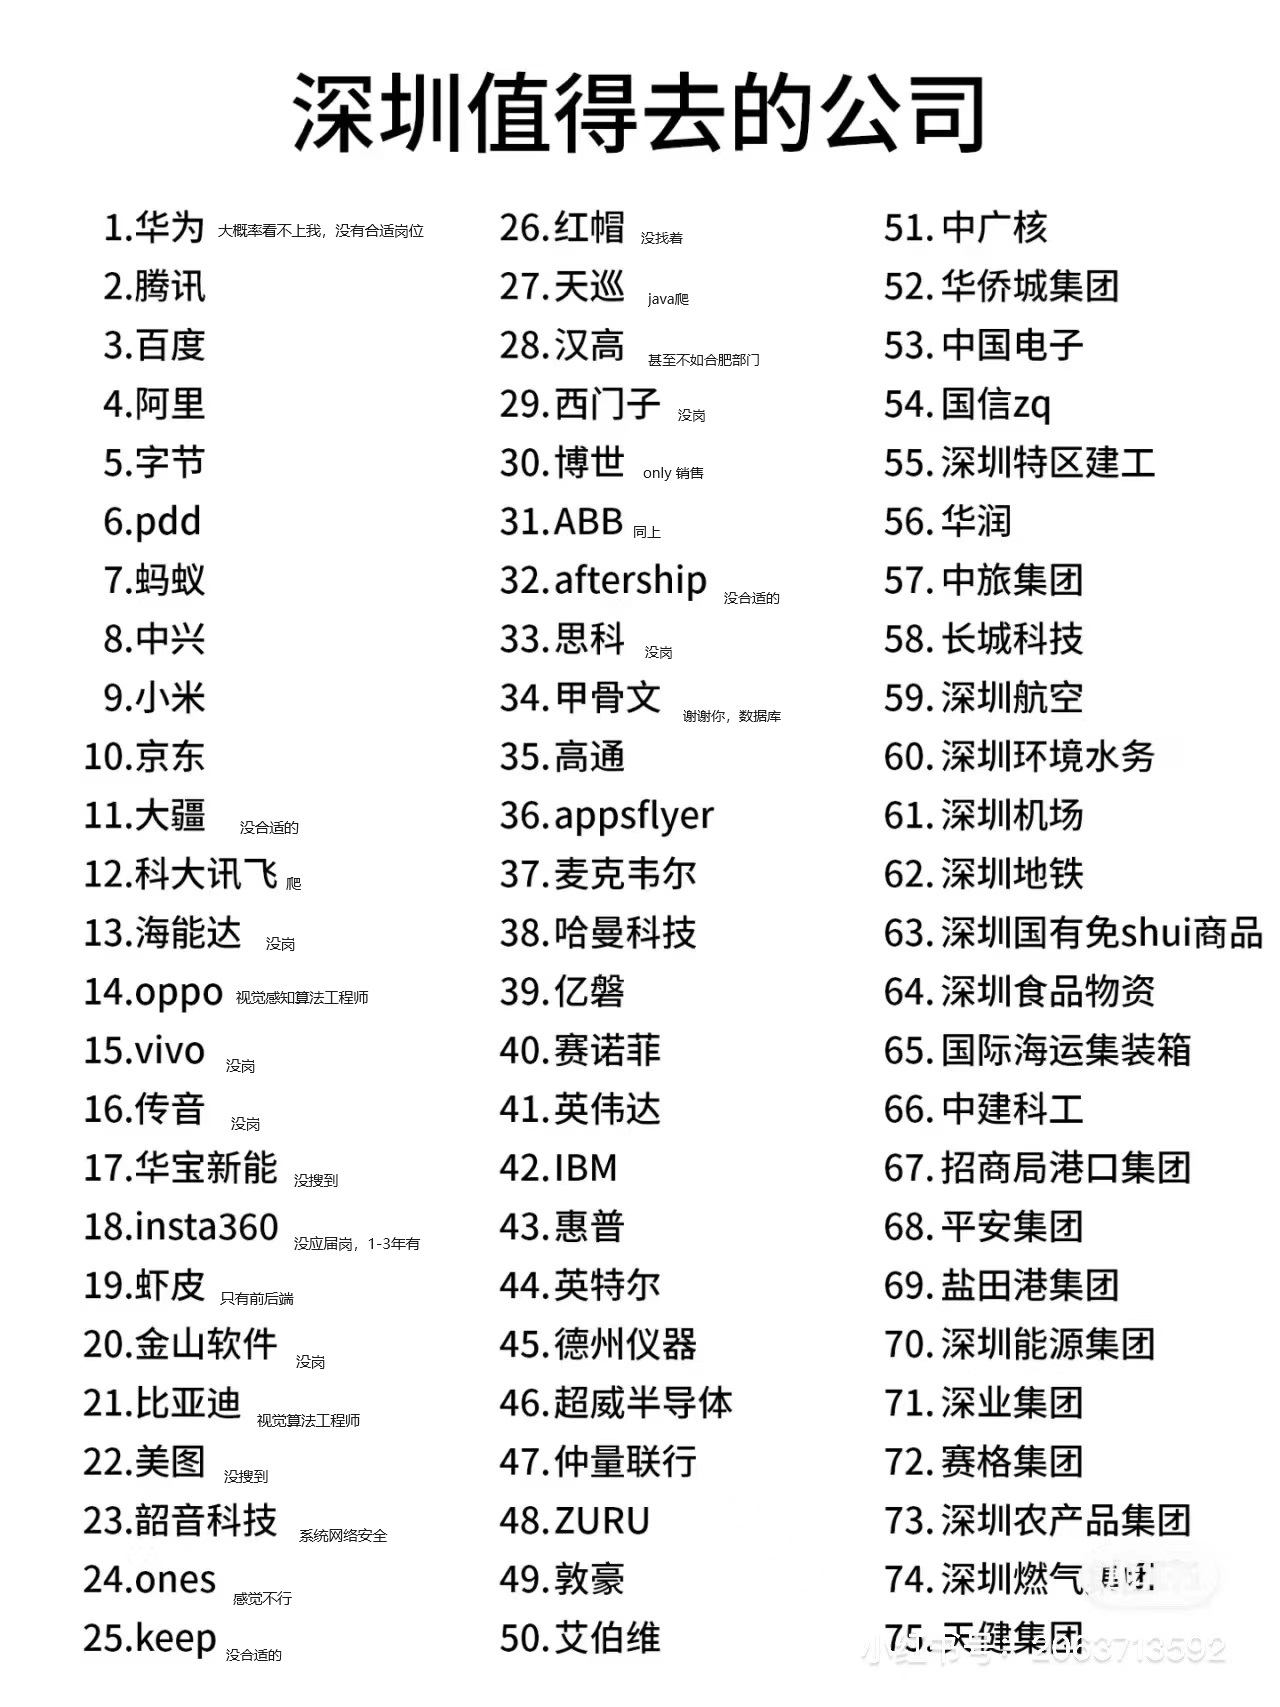 深圳值得去的公司
1.华为 大概率看不上我，没有合适岗位
2.腾讯
3.百度
4.阿里
5.字节
6.pdd
7.蚂蚁
8.中兴
9.小米
10.京东
11.大疆 没合适的
12.科大讯飞 爬
13.海能达 没岗
14.oppo 视觉感知算法工程师
15.vivo 没岗
16.传音 没岗
17.华宝新能 没搜到
18.insta360 没应届岗，1-3年有
19.虾皮 只有前后端
20.金山软件 没岗
21.比亚迪 视觉算法工程师
22.美图 没搜到
23.韶音科技 系统网络安全
24.ones 感觉不行
25.keep 没合适的
26.红帽 没找着
27.天巡 java爬
28.汉高 甚至不如合肥部门
29.西门子 没岗
30.博世 only 销售
31.ABB 同上
32.aftership 没合适的
33.思科 没岗
34.甲骨文 谢谢你，数据库
35.高通
36.appsflyer
37.麦克韦尔
38.哈曼科技
39.亿磐
40.赛诺菲
41.英伟达
42.IBM
43.惠普
44.英特尔
45.德州仪器
46.超威半导体
47.仲量联行
48.ZURU
49.敦豪
50.艾伯维
51.中广核
52.华侨城集团
53.中国电子
54.国信zq
55.深圳特区建工
56.华润
57.中旅集团
58.长城科技
59.深圳航空
60.深圳环境水务
61.深圳机场
62.深圳地铁
63.深圳国有免shui商品
64.深圳食品物资
65.国际海运集装箱
66.中建科工
67.招商局港口集团
68.平安集团
69.盐田港集团
70.深圳能源集团
71.深业集团
72.赛格集团
73.深圳农产品集团
74.深圳燃气集团
75.天健集团
小红书号：2063713592